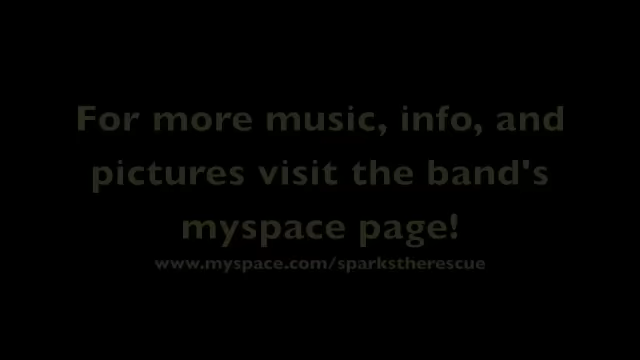 For more music, info, and
pictures visit the band's
myspace page!
www.myspace.com/sparkstherescue